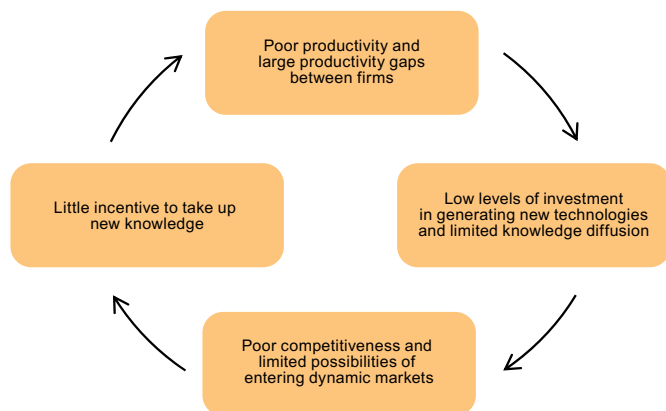 Poor productivity and
large productivity gaps
between firms
Little incentive to take up
new knowledge
Low levels of investment
in generating new technologies
and limited knowledge diffusion
Poor competitiveness and
limited possibilities of
entering dynamic markets